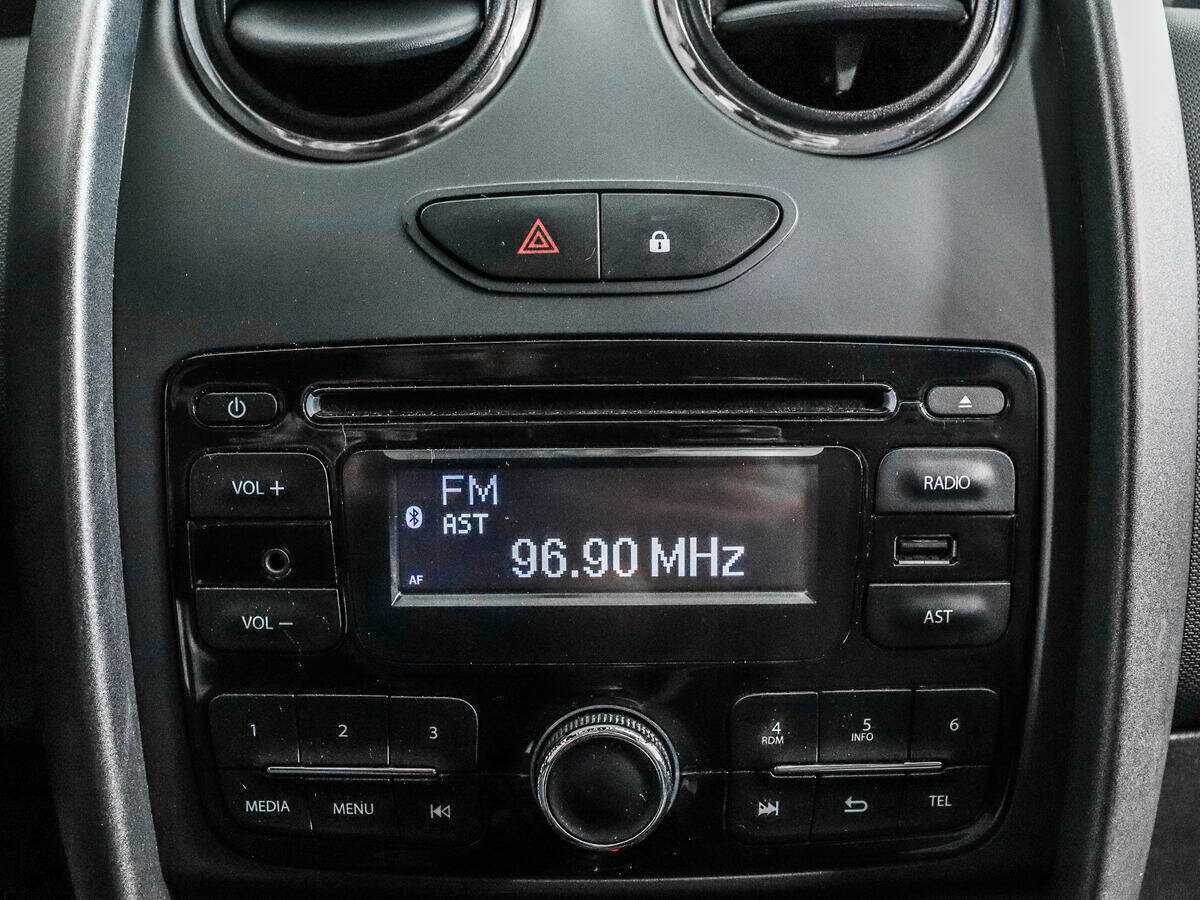 VOL +
RADIO
FM
AST
96.90 MHz
AF
VOL –
AST
1
2
3
4
RDM
5
INFO
6
MEDIA
MENU
TEL